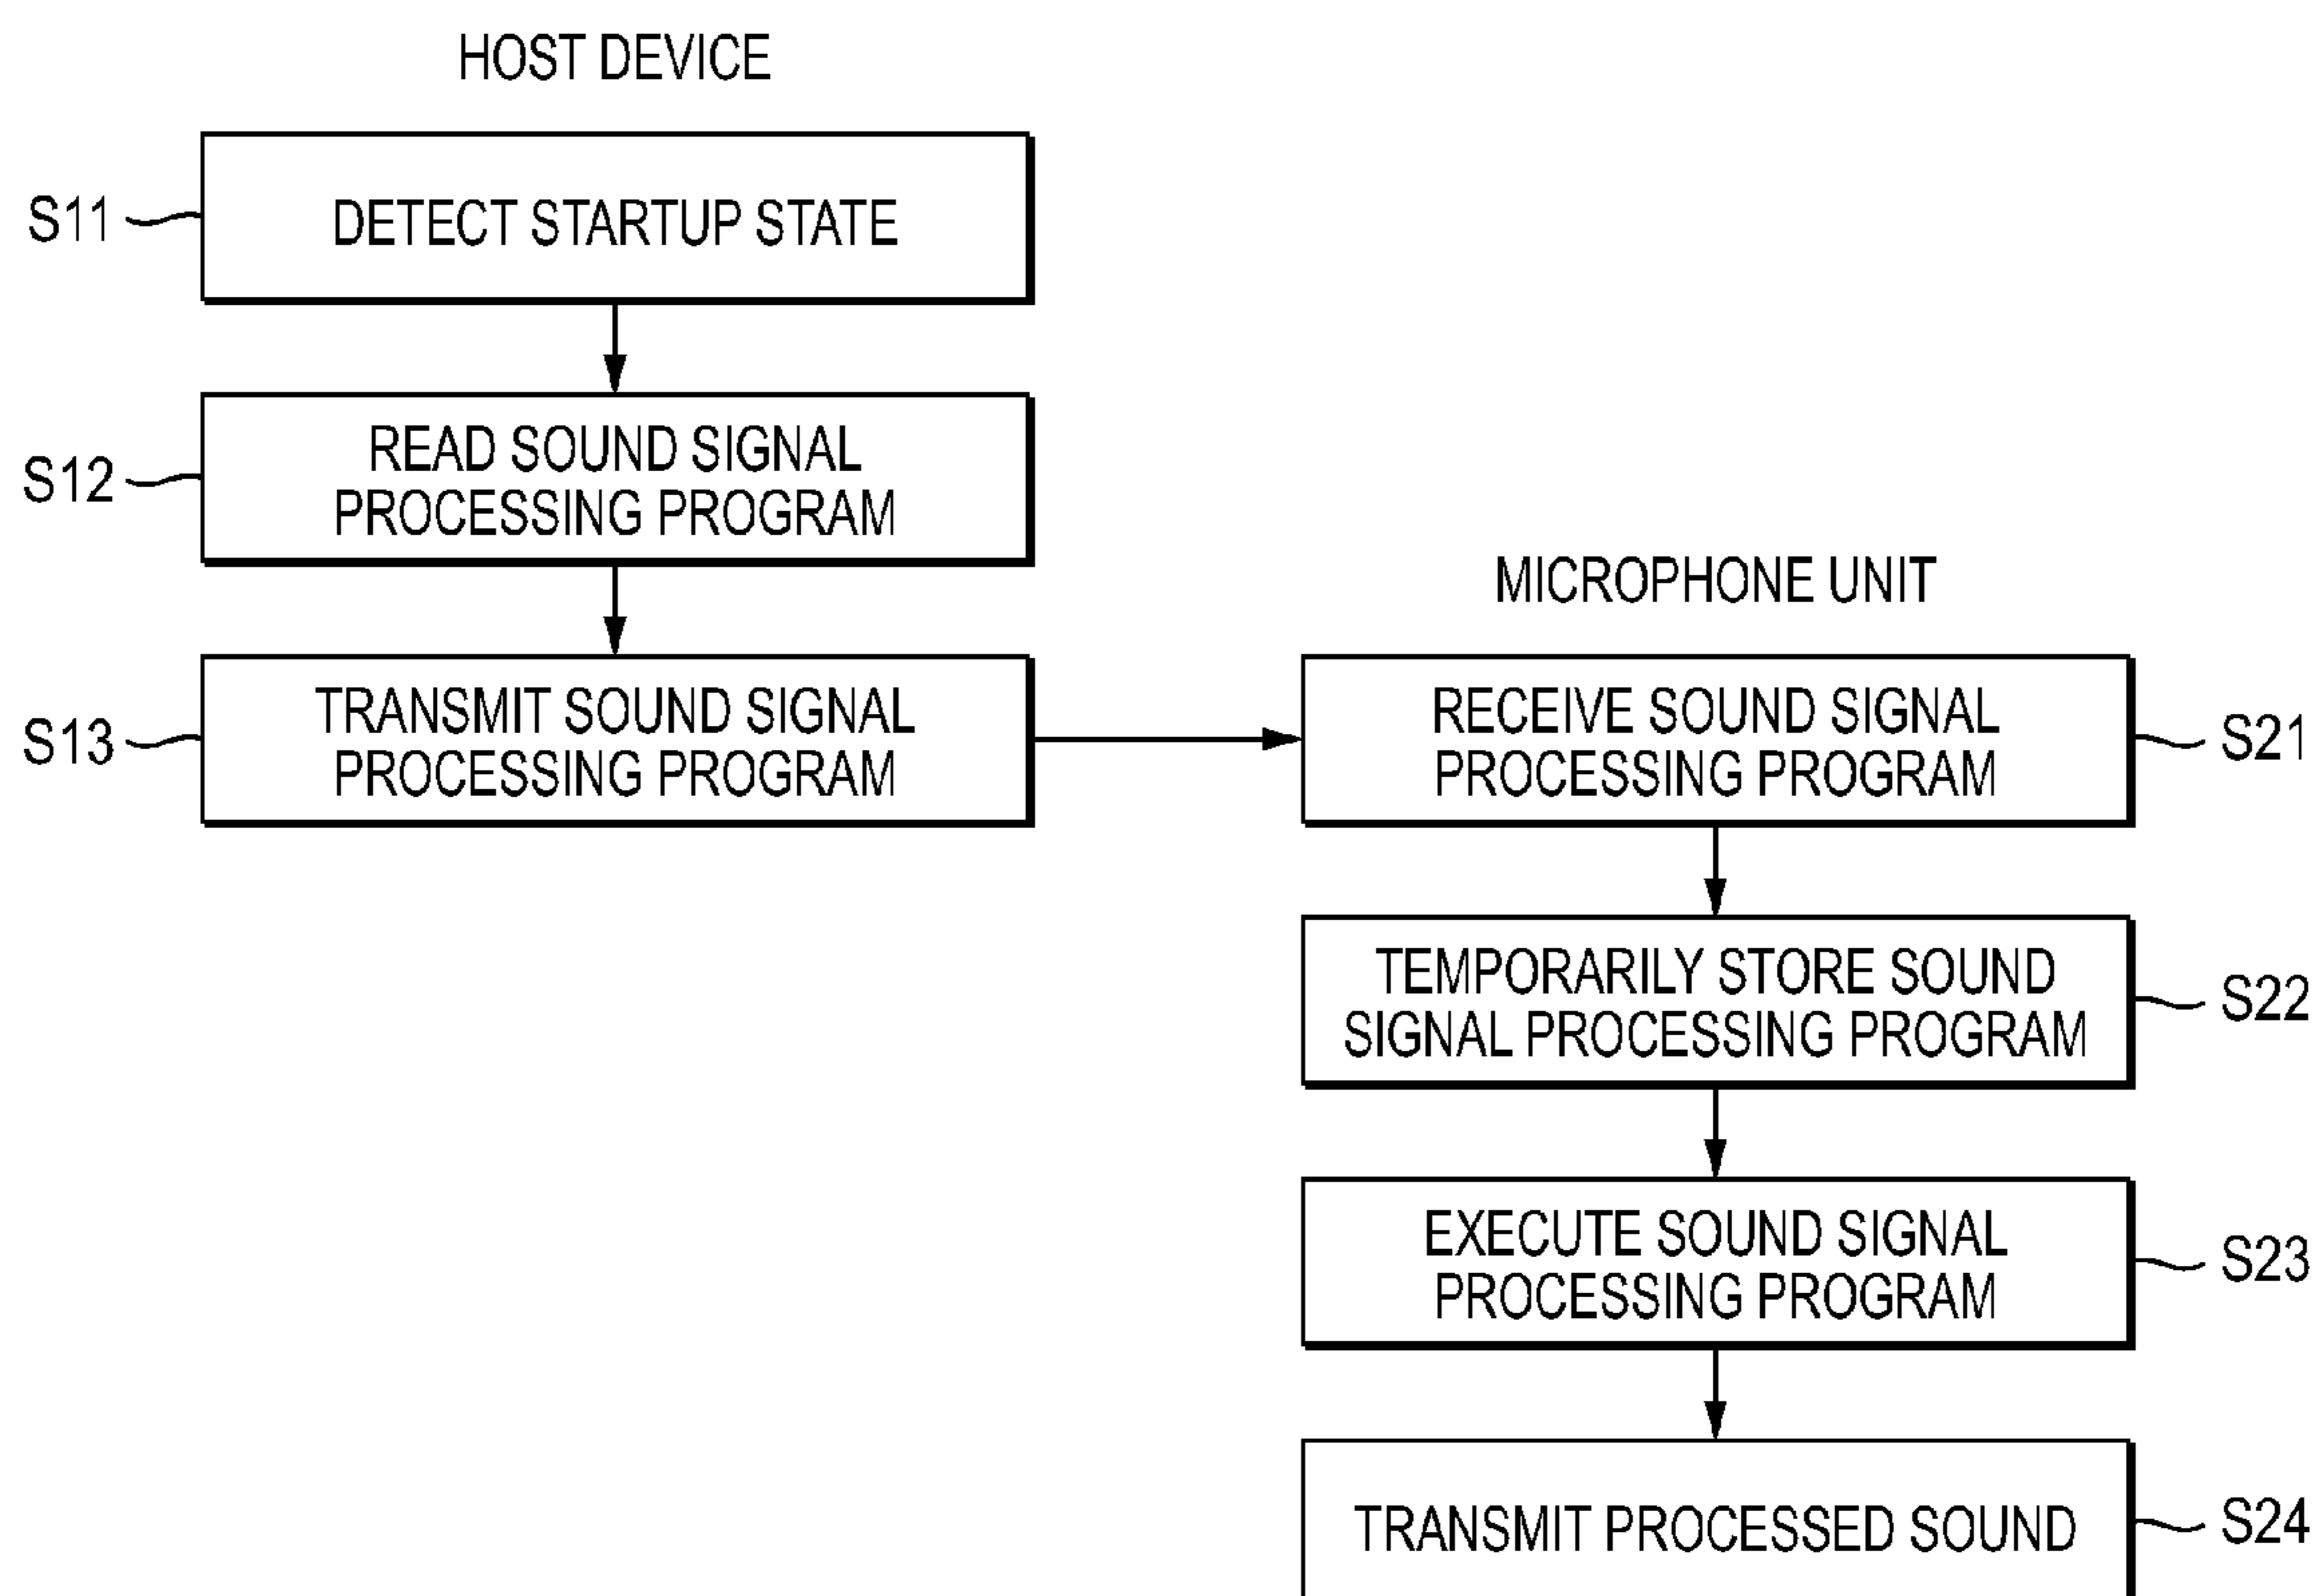 HOST DEVICE
S11
DETECT STARTUP STATE
S12
READ SOUND SIGNAL
PROCESSING PROGRAM
S13
TRANSMIT SOUND SIGNAL
PROCESSING PROGRAM
MICROPHONE UNIT
RECEIVE SOUND SIGNAL
PROCESSING PROGRAM
S21
TEMPORARILY STORE SOUND
SIGNAL PROCESSING PROGRAM
S22
EXECUTE SOUND SIGNAL
PROCESSING PROGRAM
S23
TRANSMIT PROCESSED SOUND
S24